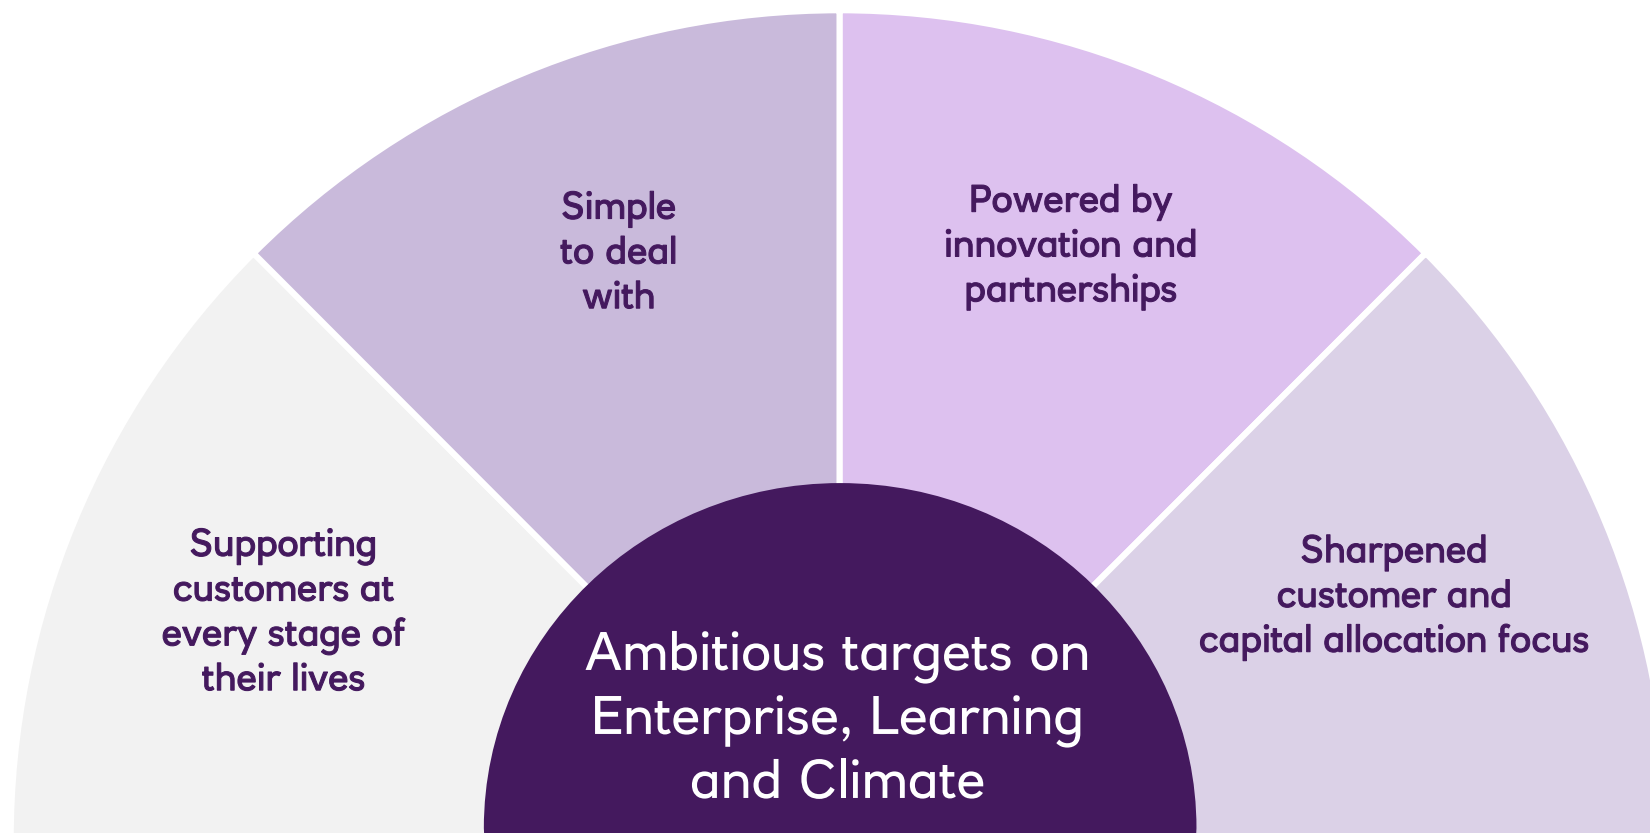 Simple
to deal
with
Powered by
innovation and
partnerships
Supporting
customers at
every stage of
their lives
Sharpened
customer and
capital allocation focus
Ambitious targets on
Enterprise, Learning
and Climate